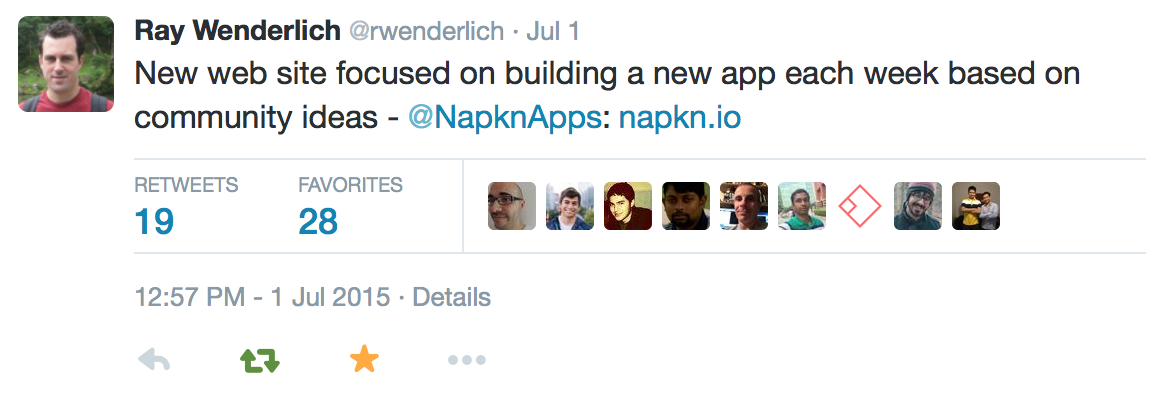 Ray Wenderlich @rwenderlich · Jul 1
New web site focused on building a new app each week based on
community ideas - @NapknApps: napkn.io
RETWEETS FAVORITES
19 28
12:57 PM - 1 Jul 2015 · Details